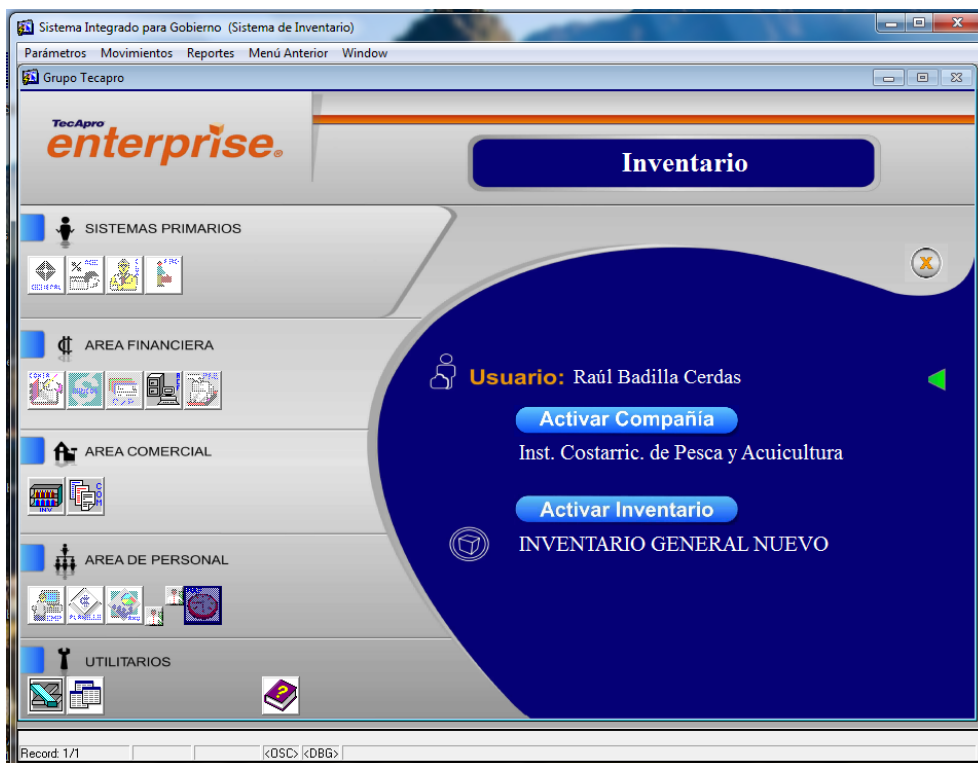 Sistema Integrado para Gobierno (Sistema de Inventario)
Parámetros Movimientos Reportes Menú Anterior Window
Grupo Tecapro
TecApro
enterprise®
Inventario
SISTEMAS PRIMARIOS
AREA FINANCIERA
AREA COMERCIAL
INV
COM
AREA DE PERSONAL
UTILITARIOS
Usuario: Raúl Badilla Cerdas
Activar Compañía
Inst. Costarric. de Pesca y Acuicultura
Activar Inventario
INVENTARIO GENERAL NUEVO
Record: 1/1 <OSC> <DBG>